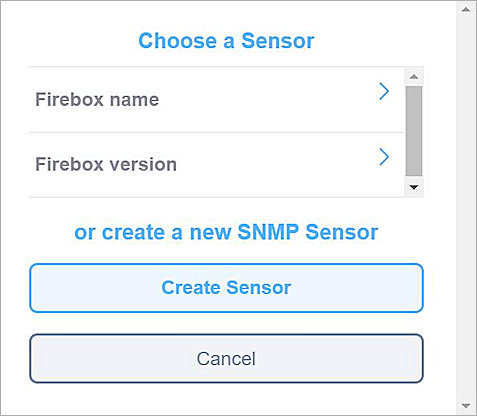 Choose a Sensor
Firebox name
Firebox version
or create a new SNMP Sensor
Create Sensor
Cancel